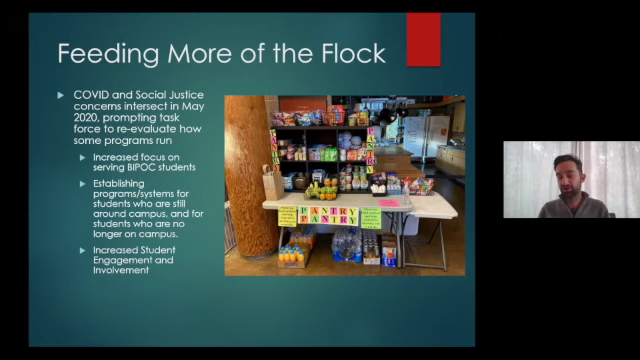 Feeding More of the Flock
COVID and Social Justice
concerns intersect in May
2020, prompting task
force to re-evaluate how
some programs run
Increased focus on
serving BIPOC students
Establishing
programs/systems for
students who are still
around campus, and for
students who are no
longer on campus.
Increased Student
Engagement and
Involvement
PANTRY
PANTRY
PANTRY
PANTRY